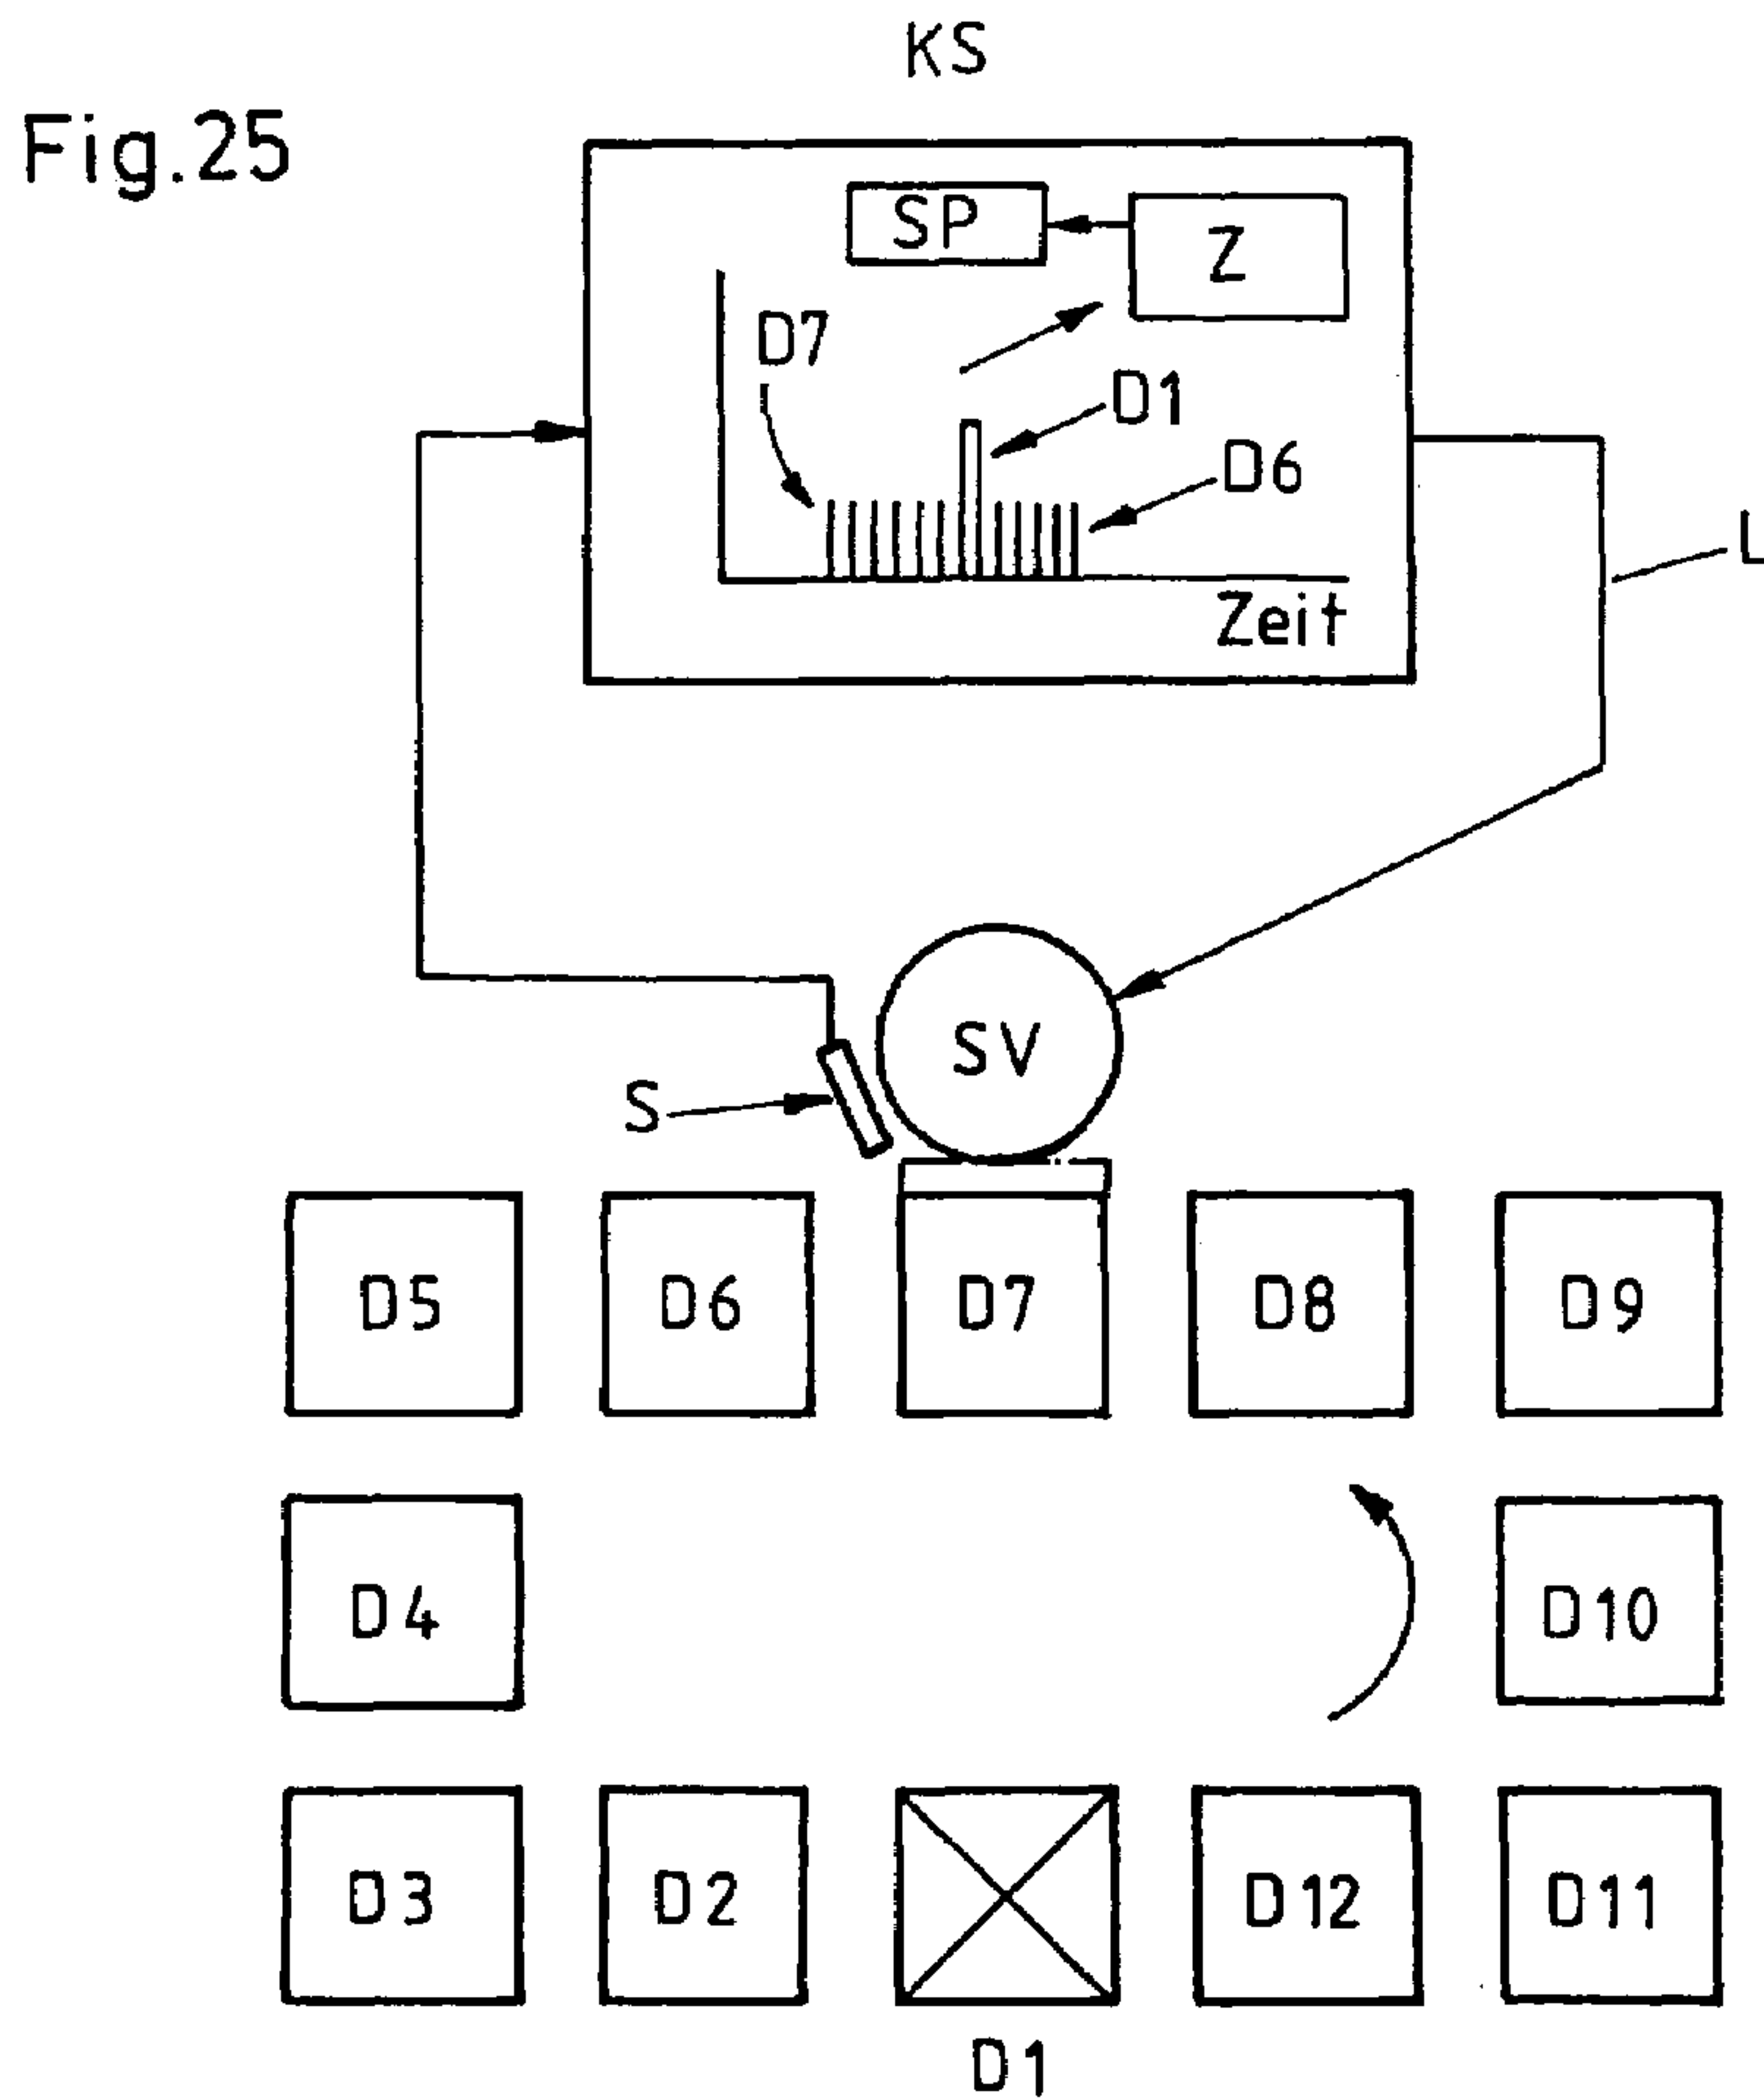 KS
Fig.25
SP
Z
D7
D1
D6
Zeit
L
SV
S
D5 D6 D7 D8 D9
D4 D10
D3 D2 D12 D11
D1